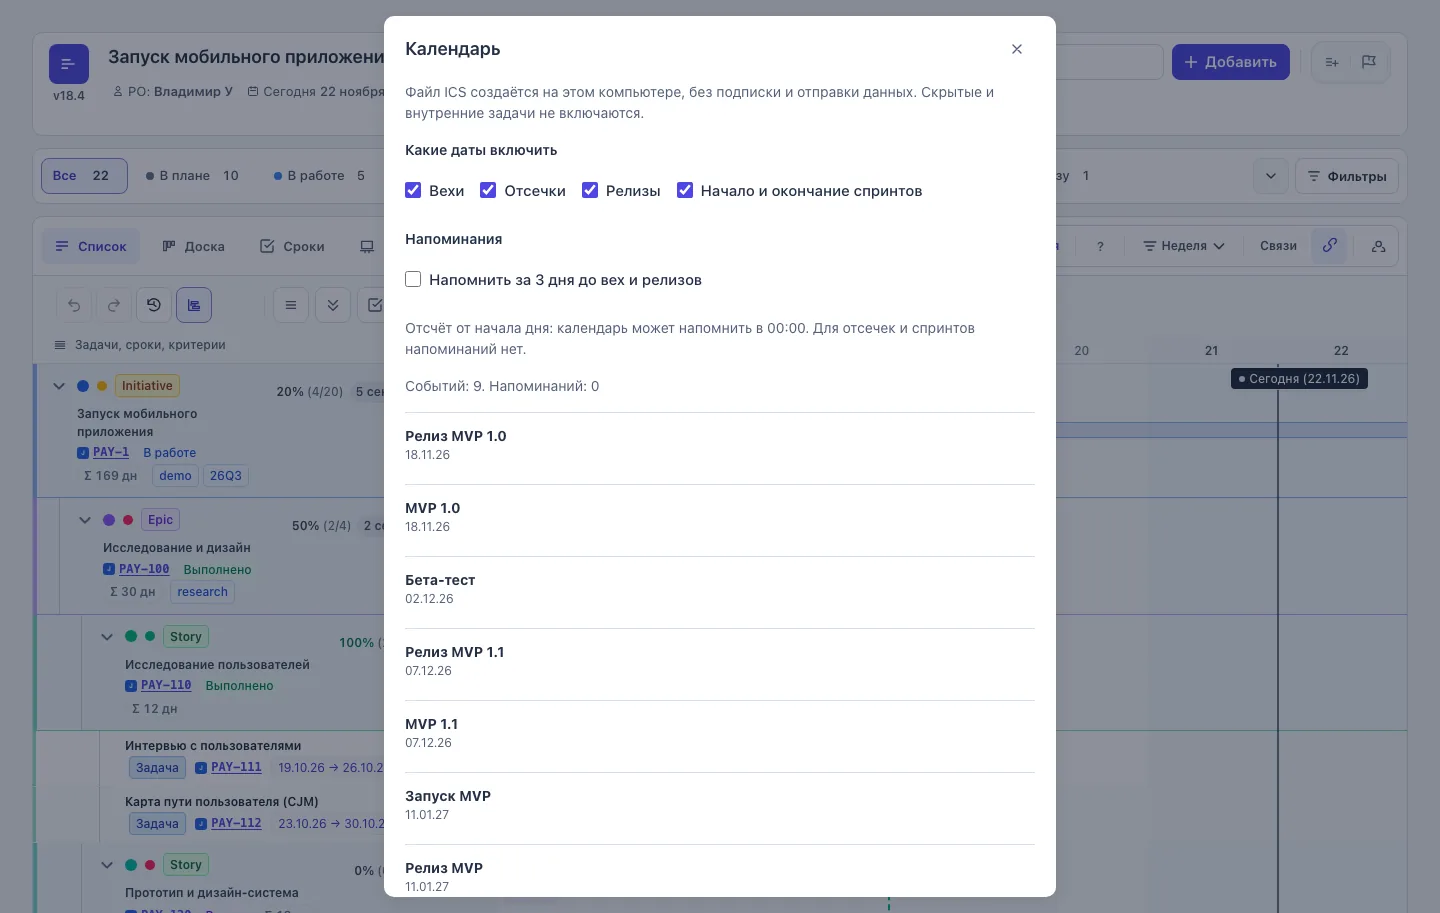 Запуск мобильного приложени
v18.4
PO: Владимир У
Сегодня 22 ноября
Добавить
Все 22
В плане 10
В работе 5
зу 1
Фильтры
Список
Доска
Сроки
я
?
Неделя
Связи
Задачи, сроки, критерии
20
21
22
Сегодня (22.11.26)
Initiative
20% (4/20)
5 сен
Запуск мобильного
приложения
PAY-1 В работе
Σ 169 дн demo 26Q3
Epic
50% (2/4)
2 се
Исследование и дизайн
PAY-100 Выполнено
Σ 30 дн research
Story
100% (
Исследование пользователей
PAY-110 Выполнено
Σ 12 дн
Интервью с пользователями
Задача PAY-111 19.10.26 → 26.10.2
Карта пути пользователя (CJM)
Задача PAY-112 23.10.26 → 30.10.2
Story
0% (
Прототип и дизайн-система
Календарь
Файл ICS создаётся на этом компьютере, без подписки и отправки данных. Скрытые и
внутренние задачи не включаются.
Какие даты включить
Вехи Отсечки Релизы Начало и окончание спринтов
Напоминания
Напомнить за 3 дня до вех и релизов
Отсчёт от начала дня: календарь может напомнить в 00:00. Для отсечек и спринтов
напоминаний нет.
Событий: 9. Напоминаний: 0
Релиз MVP 1.0
18.11.26
MVP 1.0
18.11.26
Бета-тест
02.12.26
Релиз MVP 1.1
07.12.26
MVP 1.1
07.12.26
Запуск MVP
11.01.27
Релиз MVP
11.01.27